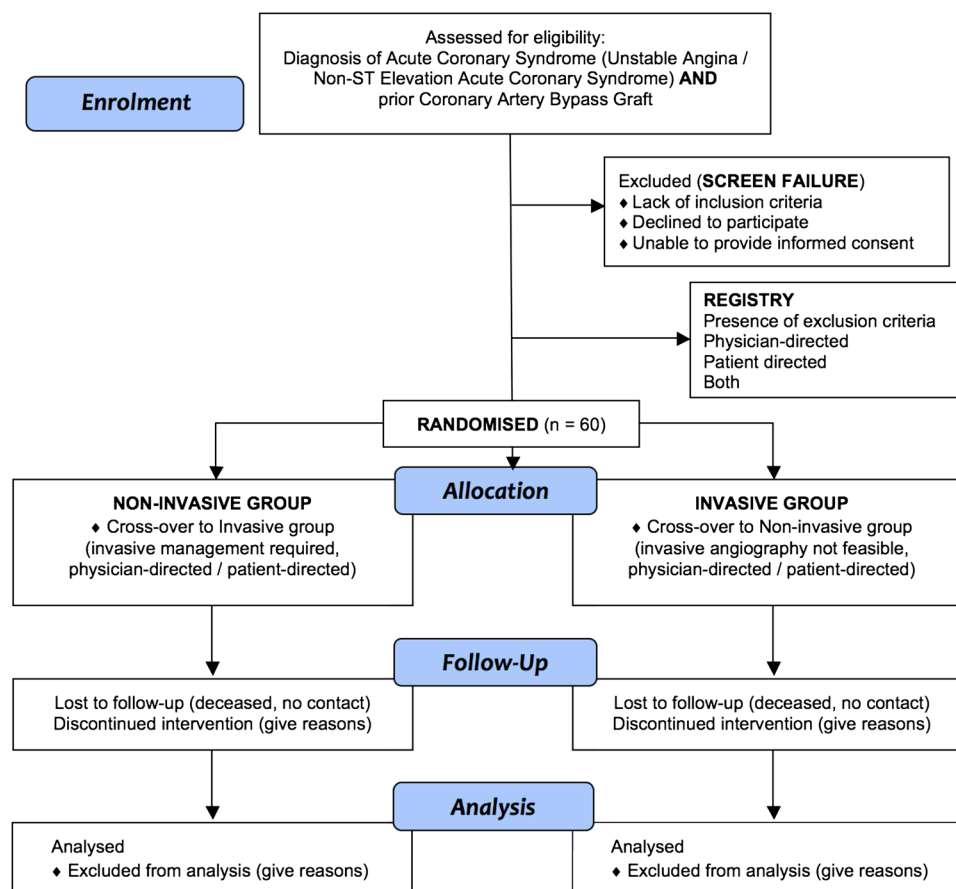 Assessed for eligibility:
Diagnosis of Acute Coronary Syndrome (Unstable Angina /
Non-ST Elevation Acute Coronary Syndrome) AND
prior Coronary Artery Bypass Graft
Enrolment
Excluded (SCREEN FAILURE)
♦ Lack of inclusion criteria
♦ Declined to participate
♦ Unable to provide informed consent
REGISTRY
Presence of exclusion criteria
Physician-directed
Patient directed
Both
RANDOMISED (n = 60)
Allocation
NON-INVASIVE GROUP
♦ Cross-over to Invasive group
(invasive management required,
physician-directed / patient-directed)
INVASIVE GROUP
♦ Cross-over to Non-invasive group
(invasive angiography not feasible,
physician-directed / patient-directed)
Follow-Up
Lost to follow-up (deceased, no contact)
Discontinued intervention (give reasons)
Lost to follow-up (deceased, no contact)
Discontinued intervention (give reasons)
Analysis
Analysed
♦ Excluded from analysis (give reasons)
Analysed
♦ Excluded from analysis (give reasons)